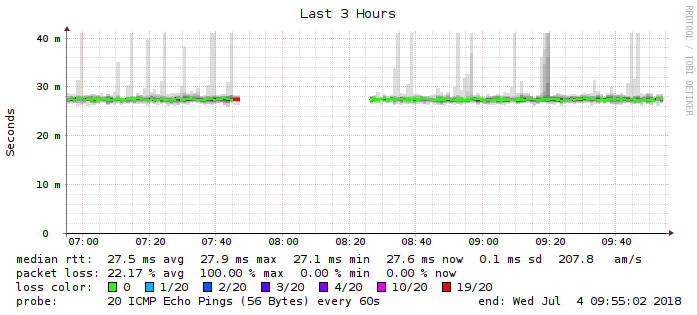 Last 3 Hours
RRDTOOL / TOBI OETIKER
Seconds
40 m
30 m
20 m
10 m
0
07:00 07:20 07:40 08:00 08:20 08:40 09:00 09:20 09:40
median rtt: 27.5 ms avg 27.9 ms max 27.1 ms min 27.6 ms now 0.1 ms sd 207.8 am/s
packet loss: 22.17 % avg 100.00 % max 0.00 % min 0.00 % now
loss color: 0 1/20 2/20 3/20 4/20 10/20 19/20
probe: 20 ICMP Echo Pings (56 Bytes) every 60s end: Wed Jul 4 09:55:02 2018